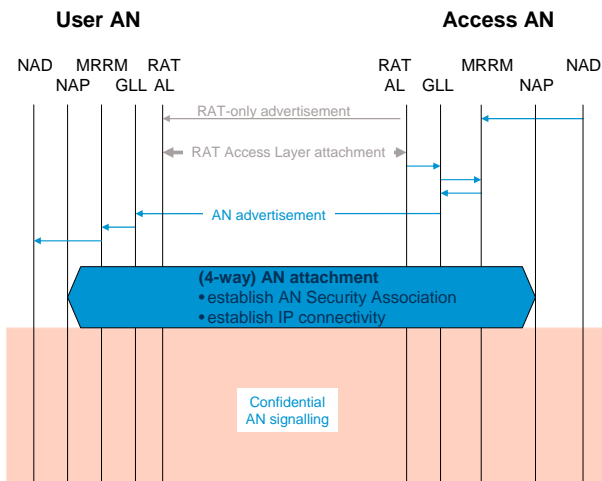 User AN
Access AN
NAD MRRM RAT
NAP GLL AL
RAT MRRM NAD
AL GLL NAP
RAT-only advertisement
RAT Access Layer attachment
AN advertisement
(4-way) AN attachment
• establish AN Security Association
• establish IP connectivity
Confidential
AN signalling